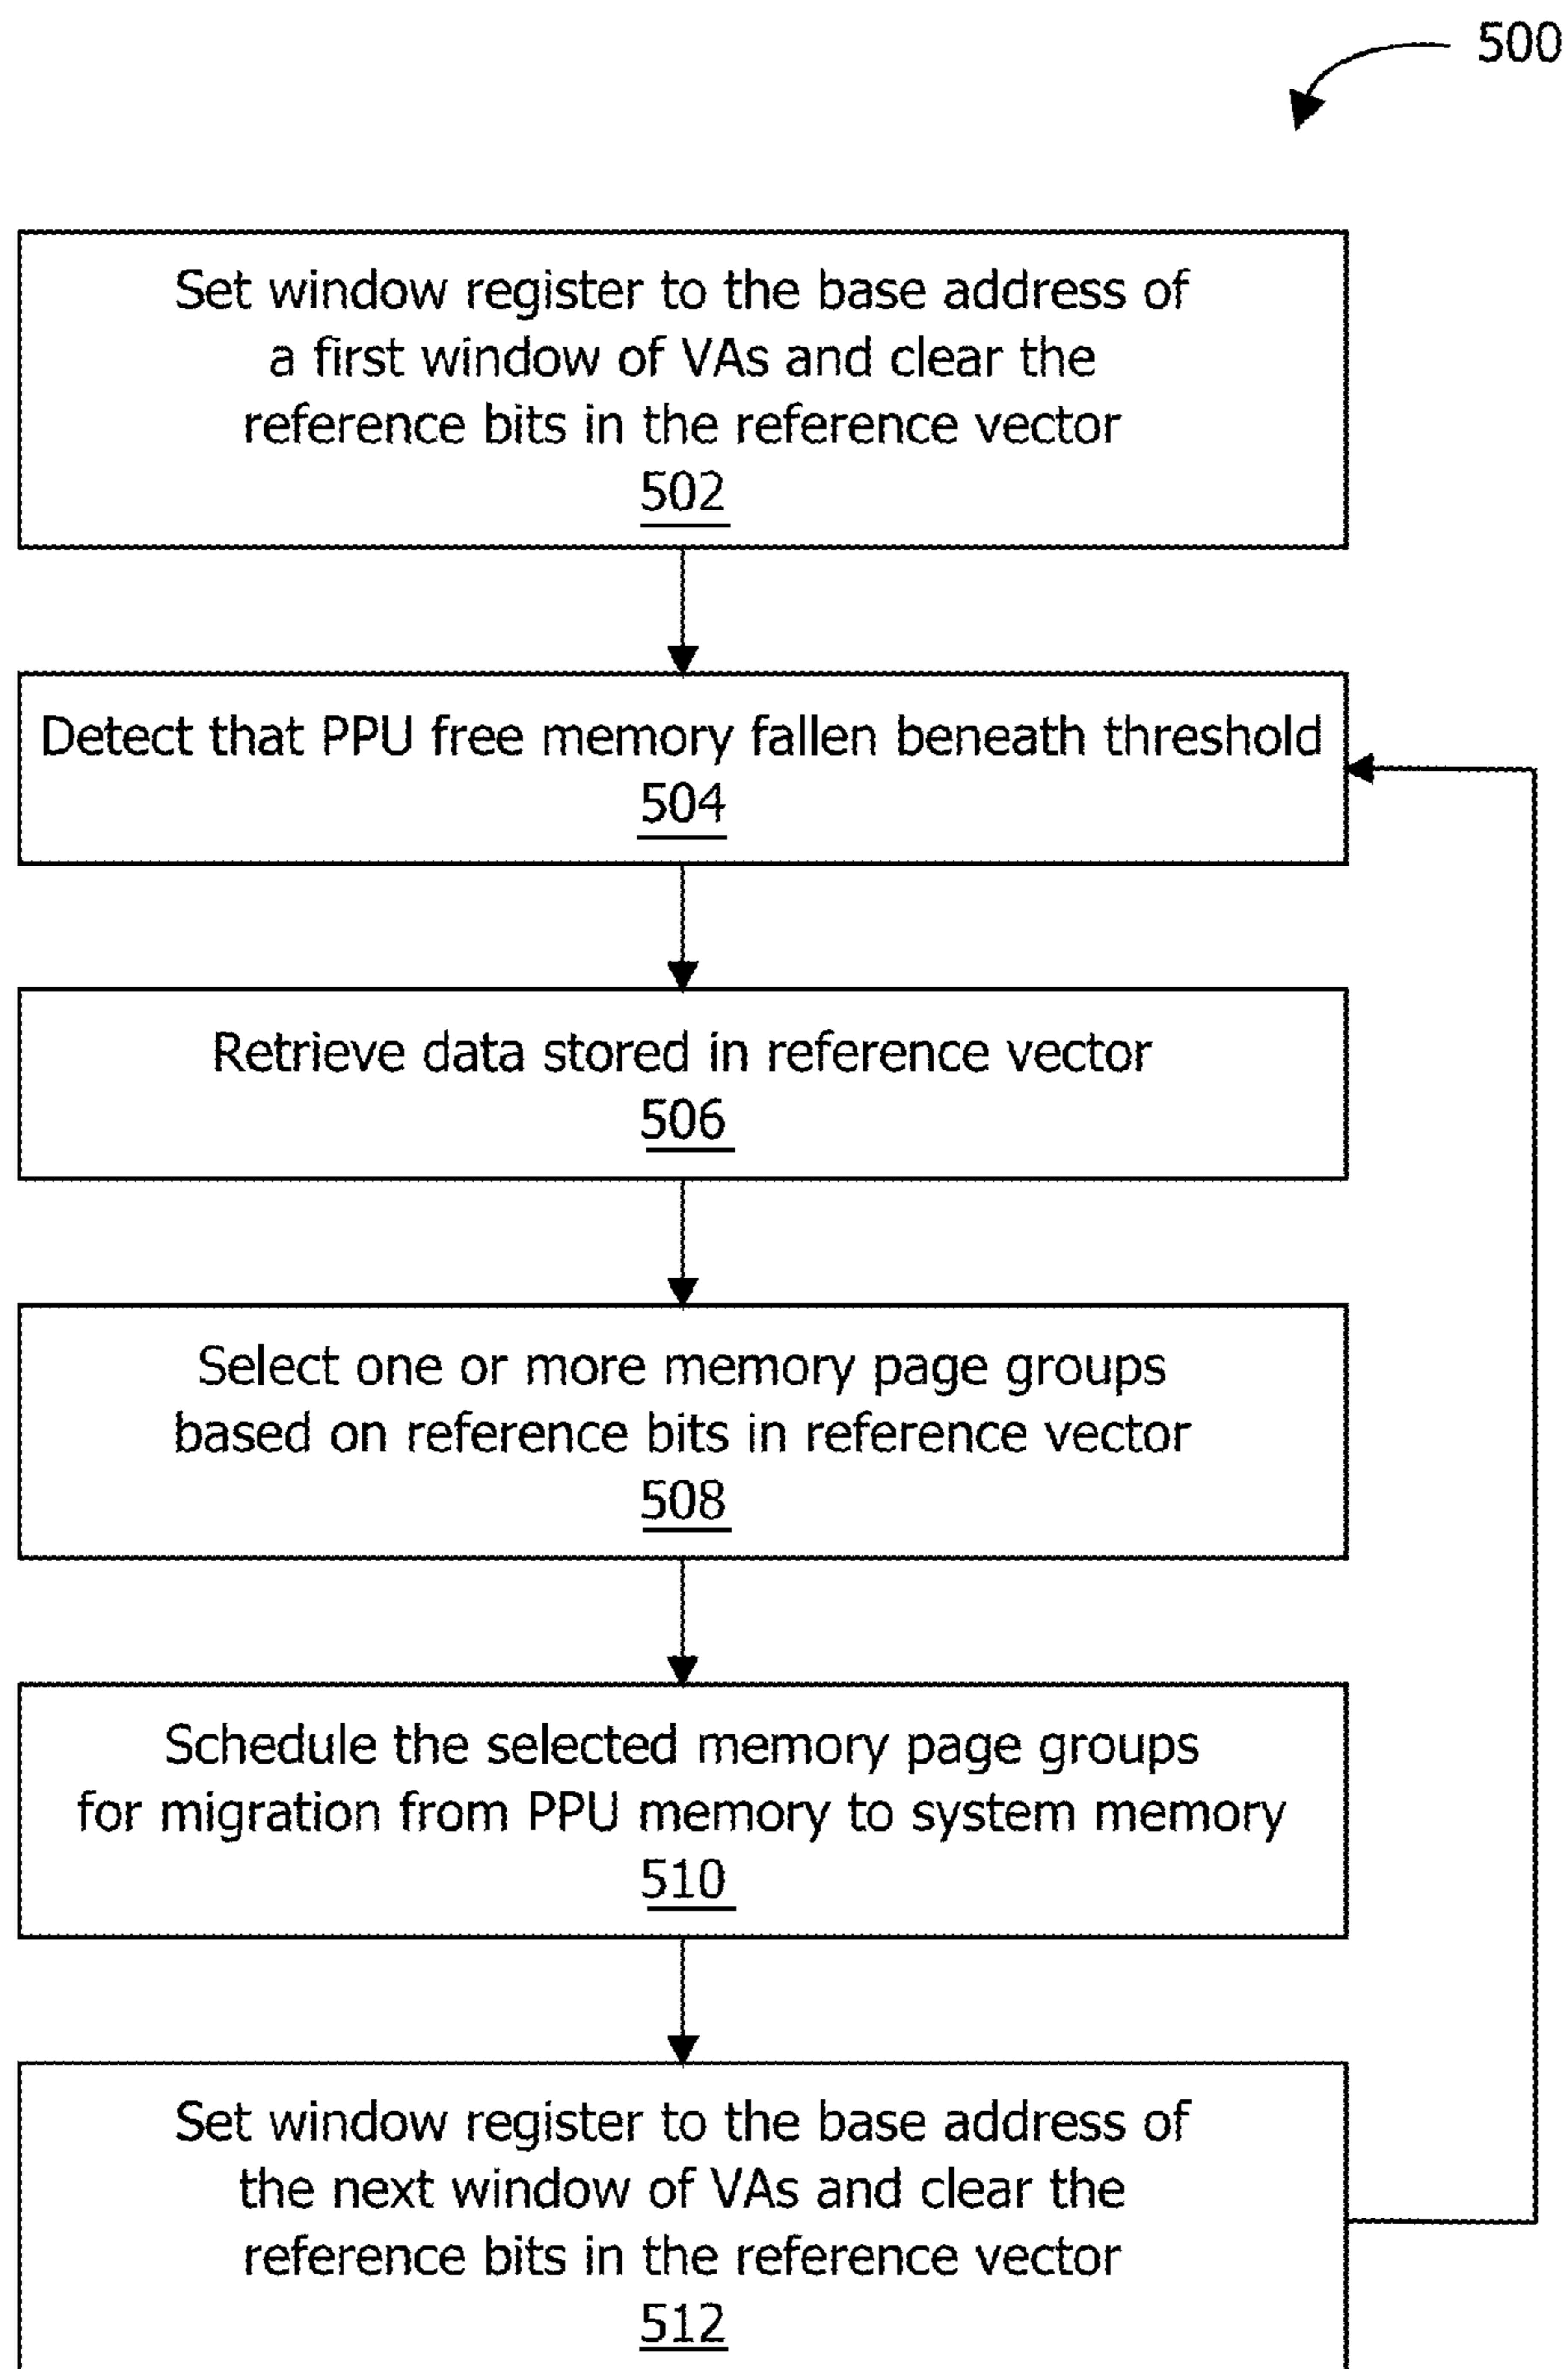 500
Set window register to the base address of
a first window of VAs and clear the
reference bits in the reference vector
502
Detect that PPU free memory fallen beneath threshold
504
Retrieve data stored in reference vector
506
Select one or more memory page groups
based on reference bits in reference vector
508
Schedule the selected memory page groups
for migration from PPU memory to system memory
510
Set window register to the base address of
the next window of VAs and clear the
reference bits in the reference vector
512